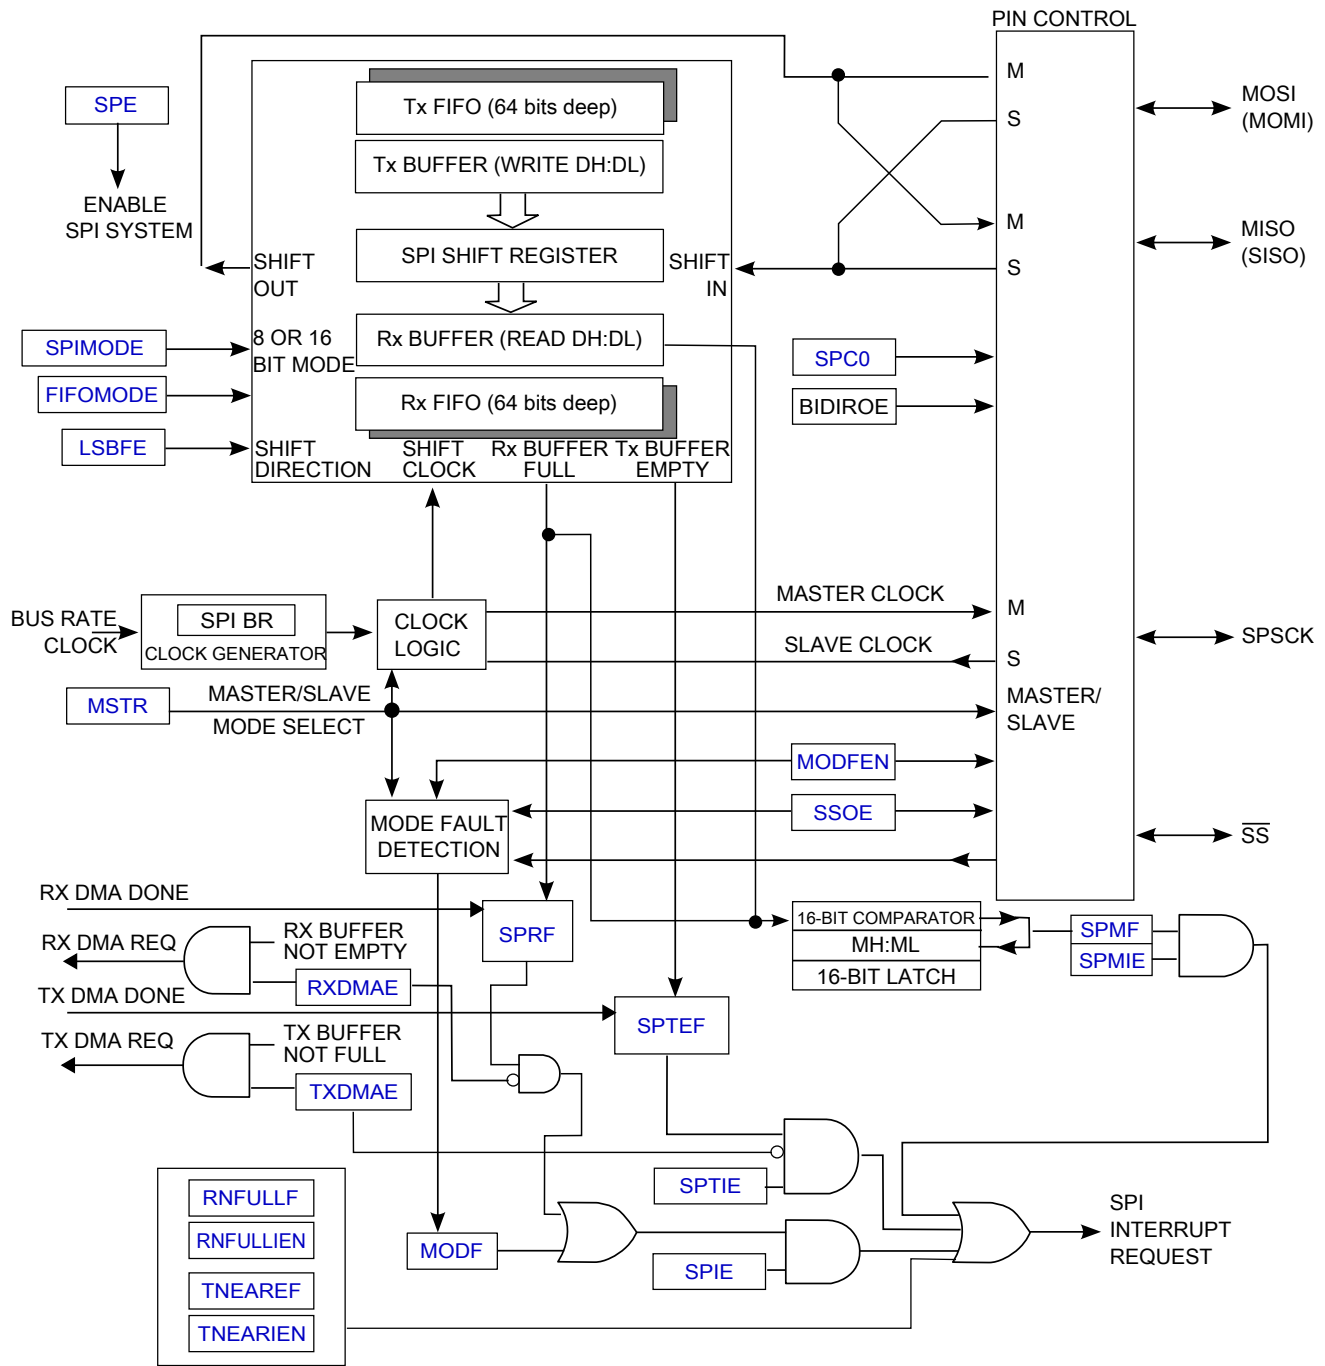 PIN CONTROL
M
MOSI
(MOMI)
S
Tx FIFO (64 bits deep)
SPE
Tx BUFFER (WRITE DH:DL)
ENABLE
SPI SYSTEM
M
MISO
(SISO)
SPI SHIFT REGISTER
SHIFT
OUT
SHIFT
IN
S
SPIMODE
8 OR 16
BIT MODE
Rx BUFFER (READ DH:DL)
SPC0
FIFOMODE
Rx FIFO (64 bits deep)
BIDIROE
LSBFE
SHIFT
DIRECTION
SHIFT
CLOCK
Rx BUFFER
FULL
Tx BUFFER
EMPTY
BUS RATE
CLOCK
SPI BR
CLOCK GENERATOR
CLOCK
LOGIC
MASTER CLOCK
M
SLAVE CLOCK
S
SPSCK
MSTR
MASTER/SLAVE
MODE SELECT
MASTER/
SLAVE
MODFEN
SSOE
MODE FAULT
DETECTION
SS
RX DMA DONE
RX DMA REQ
RX BUFFER
NOT EMPTY
RXDMAE
SPRF
16-BIT COMPARATOR
MH:ML
16-BIT LATCH
SPMF
SPMIE
TX DMA DONE
TX DMA REQ
TX BUFFER
NOT FULL
TXDMAE
SPTEF
SPTIE
RNFULLF
RNFULLIEN
TNEAREF
TNEARIEN
MODF
SPIE
SPI
INTERRUPT
REQUEST